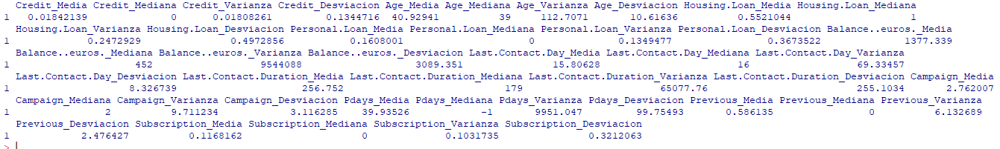 Credit_Media Credit_Mediana Credit_Varianza Credit_Desviacion Age_Media Age_Mediana Age_Varianza Age_Desviacion Housing.Loan_Media Housing.Loan_Mediana
1 0.01842139 0 0.01808261 0.1344716 40.92941 39 112.7071 10.61636 0.5521044 1
Housing.Loan_Varianza Housing.Loan_Desviacion Personal.Loan_Media Personal.Loan_Mediana Personal.Loan_Varianza Personal.Loan_Desviacion Balance..euros._Media
1 0.2472929 0.4972856 0.1608001 0 0.1349477 0.3673522 1377.339
Balance..euros._Mediana Balance..euros._Varianza Balance..euros._Desviacion Last.Contact.Day_Media Last.Contact.Day_Mediana Last.Contact.Day_Varianza
1 452 9544088 3089.351 15.80628 16 69.33457
Last.Contact.Day_Desviacion Last.Contact.Duration_Media Last.Contact.Duration_Mediana Last.Contact.Duration_Varianza Last.Contact.Duration_Desviacion Campaign_Media
1 8.326739 256.752 179 65077.76 255.1034 2.762007
Campaign_Mediana Campaign_Varianza Campaign_Desviacion Pdays_Media Pdays_Mediana Pdays_Varianza Pdays_Desviacion Previous_Media Previous_Mediana Previous_Varianza
1 2 9.711234 3.116285 39.93526 -1 9951.047 99.75493 0.586135 0 6.132689
Previous_Desviacion Subscription_Media Subscription_Mediana Subscription_Varianza Subscription_Desviacion
1 2.476427 0.1168162 0 0.1031735 0.3212063
>